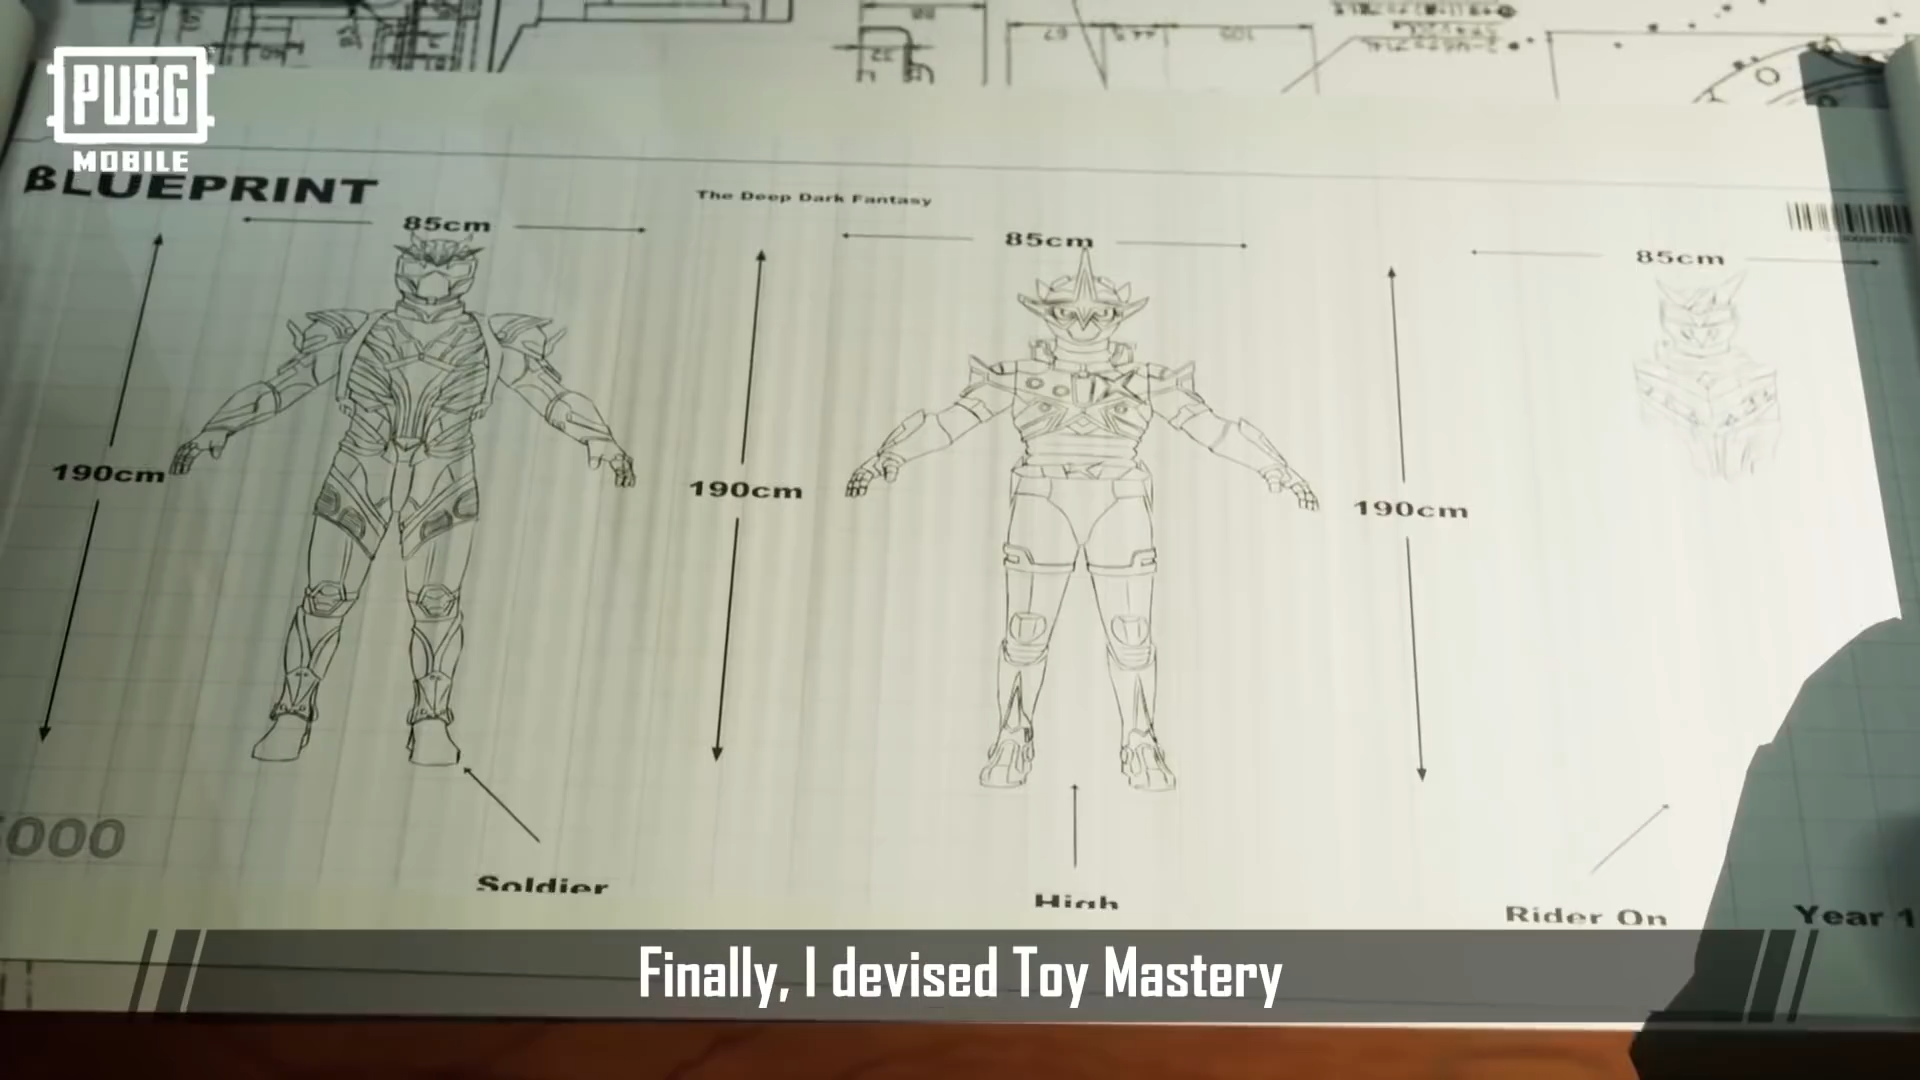 PUBG
MOBILE
BLUEPRINT
The Deep Dark Fantasy
85cm
85cm
85cm
190cm
190cm
190cm
000
Soldier
High
Rider On
Year 1
Finally, I devised Toy Mastery